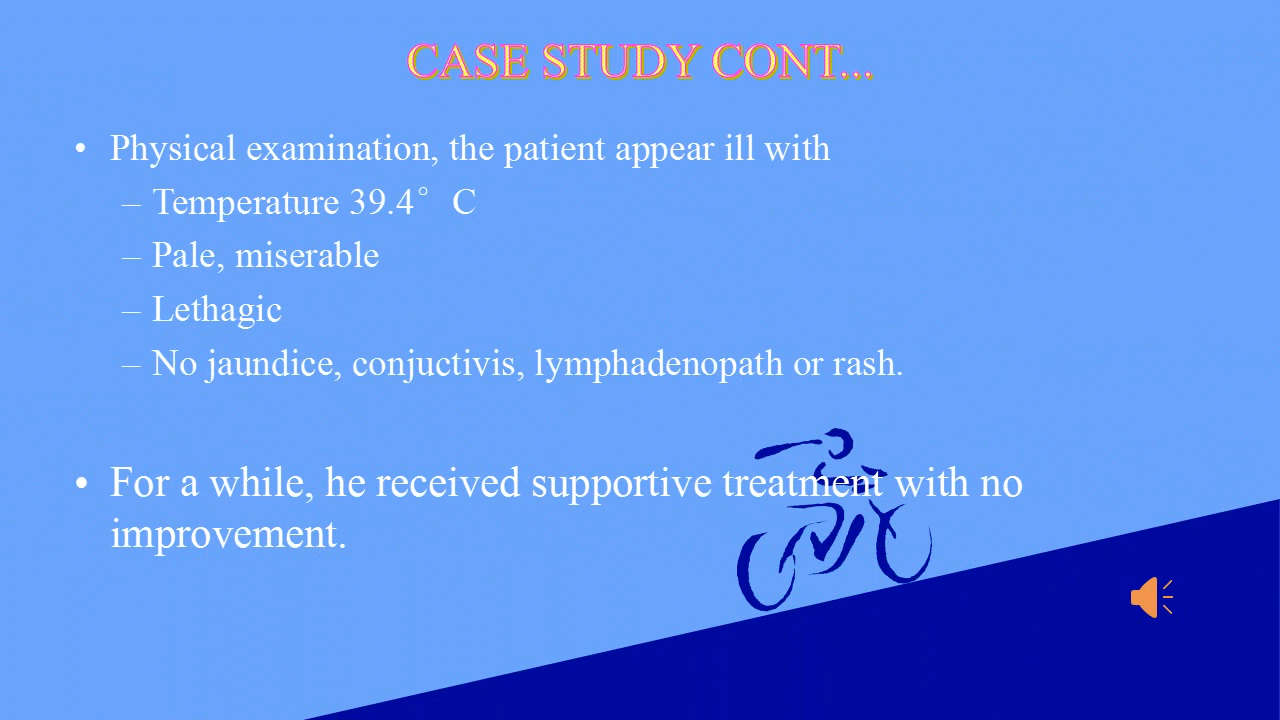 CASE STUDY CONT...
• Physical examination, the patient appear ill with
– Temperature 39.4° C
– Pale, miserable
– Lethagic
– No jaundice, conjuctivis, lymphadenopath or rash.
• For a while, he received supportive treatment with no
improvement.